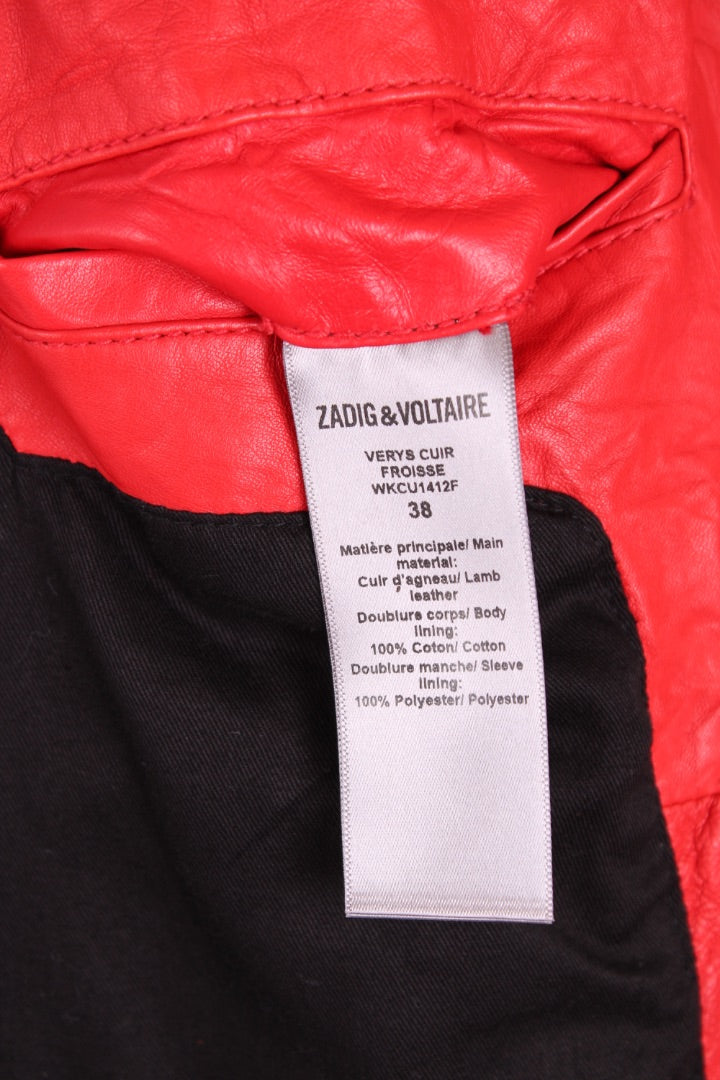 ZADIG&VOLTAIRE
VERYS CUIR
FROISSE
WKCU1412F
38
Matière principale/ Main
material:
Cuir d'agneau/ Lamb
leather
Doublure corps/ Body
lining:
100% Coton/ Cotton
Doublure manche/ Sleeve
lining:
100% Polyester/ Polyester